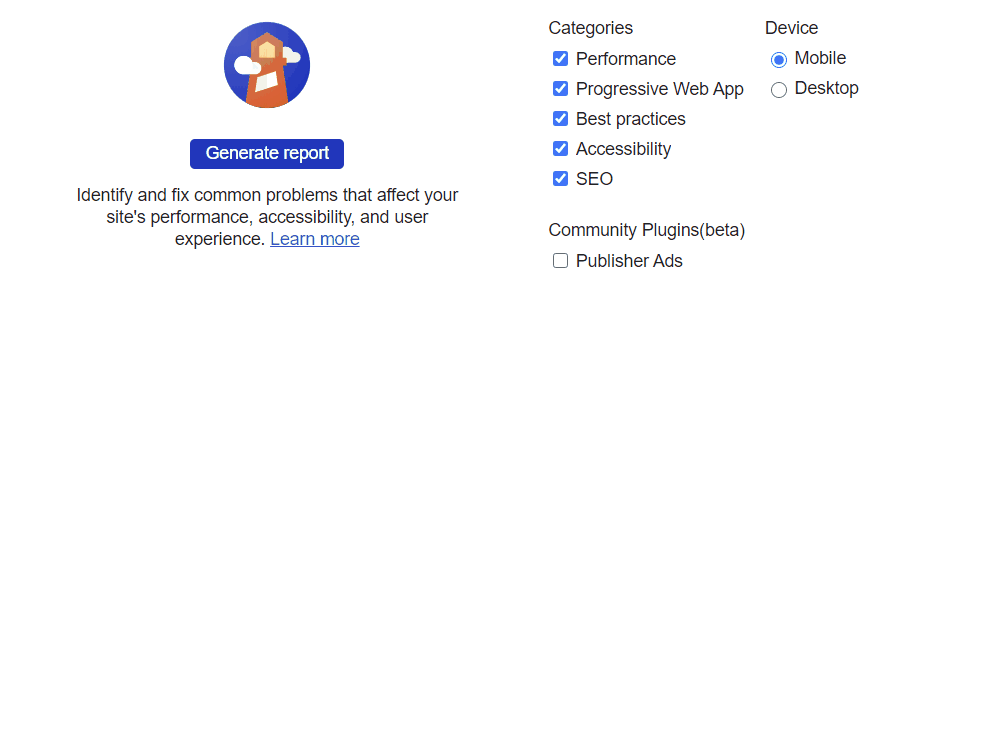 Generate report
Identify and fix common problems that affect your
site's performance, accessibility, and user
experience. Learn more
Categories
Performance
Progressive Web App
Best practices
Accessibility
SEO
Community Plugins(beta)
Publisher Ads
Device
Mobile
Desktop